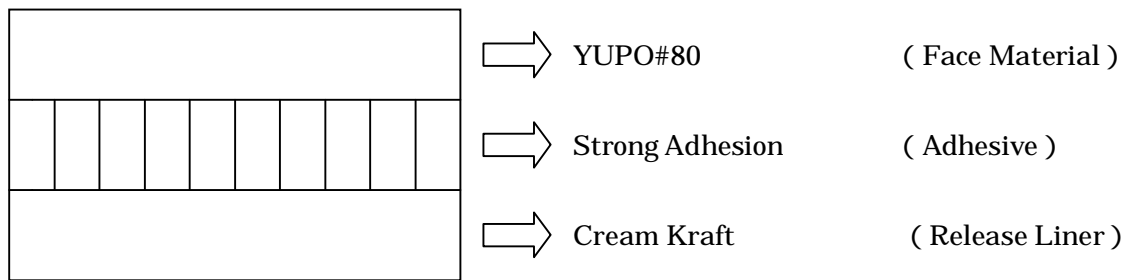 YUPO#80 ( Face Material )
Strong Adhesion ( Adhesive )
Cream Kraft ( Release Liner )